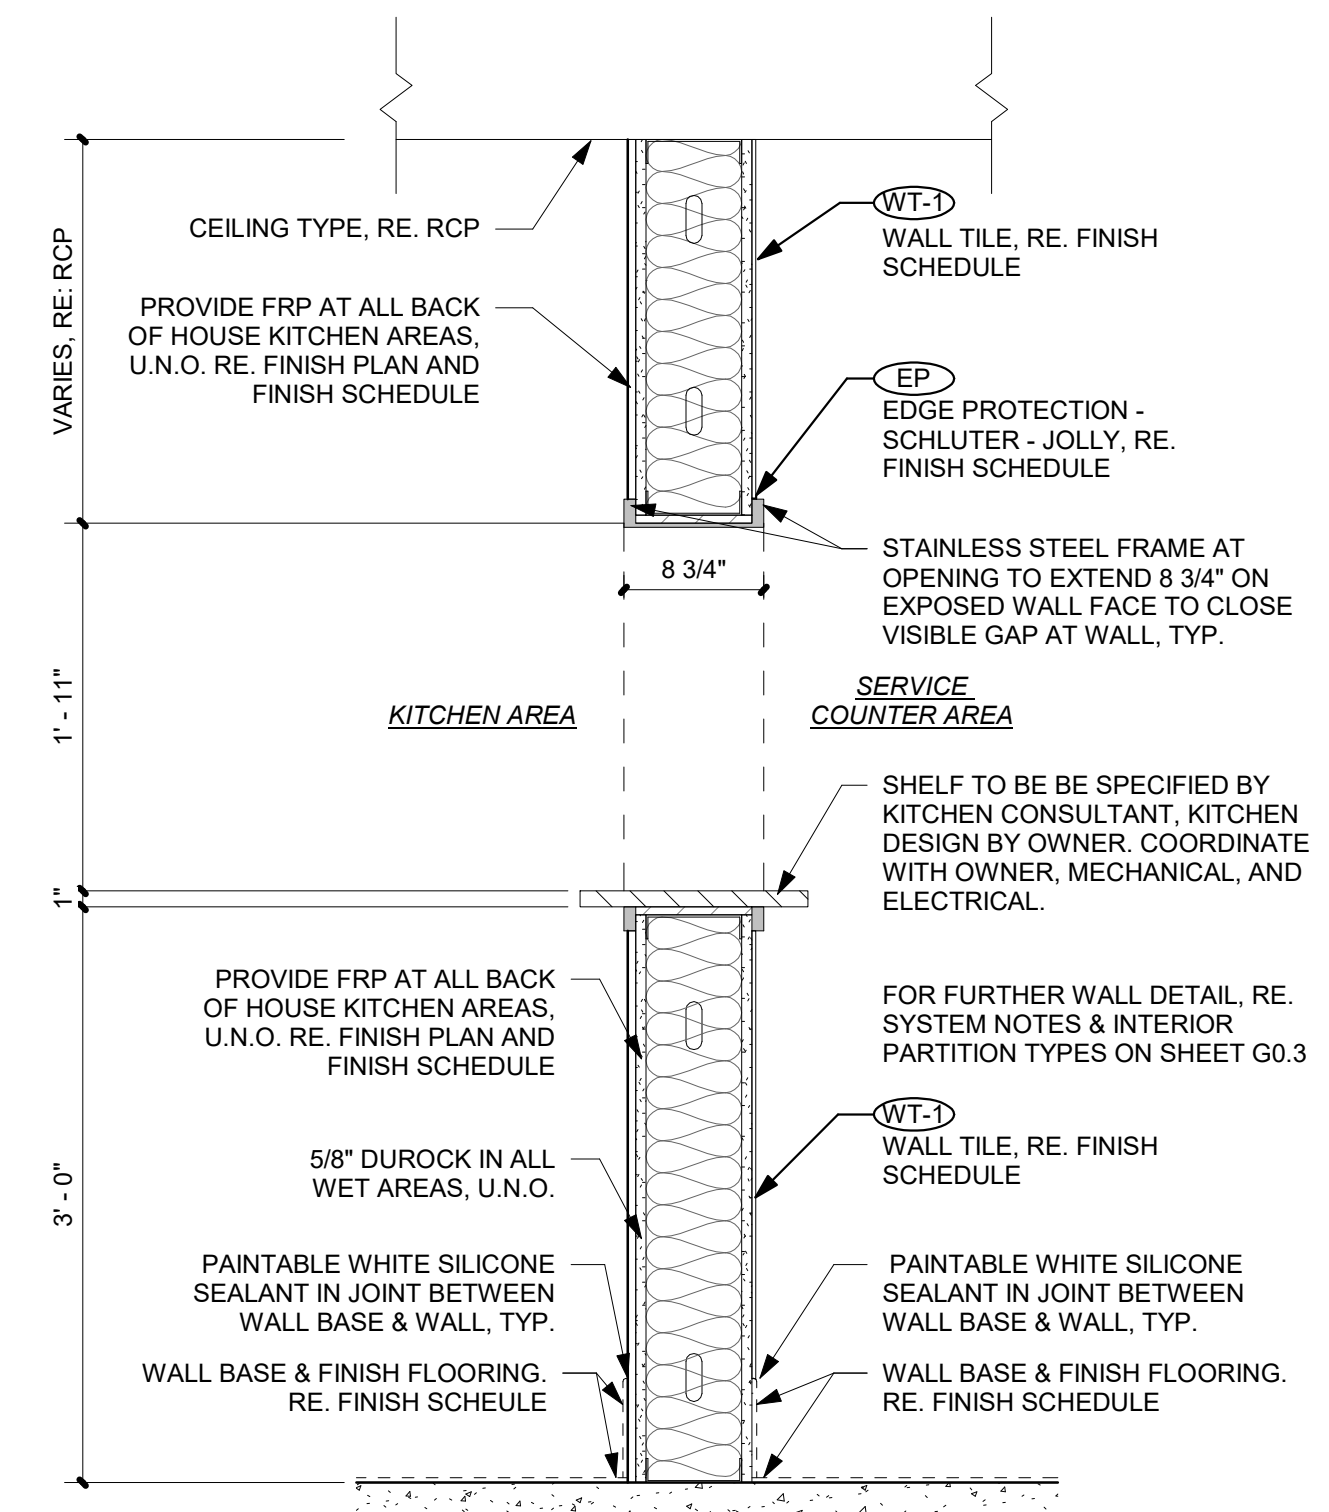 VARIES, RE: RCP
CEILING TYPE, RE. RCP
PROVIDE FRP AT ALL BACK
OF HOUSE KITCHEN AREAS,
U.N.O. RE. FINISH PLAN AND
FINISH SCHEDULE
WT-1
WALL TILE, RE. FINISH
SCHEDULE
EP
EDGE PROTECTION -
SCHLUTER - JOLLY, RE.
FINISH SCHEDULE
STAINLESS STEEL FRAME AT
OPENING TO EXTEND 8 3/4" ON
EXPOSED WALL FACE TO CLOSE
VISIBLE GAP AT WALL, TYP.
8 3/4"
1' - 11"
KITCHEN AREA
SERVICE
COUNTER AREA
SHELF TO BE BE SPECIFIED BY
KITCHEN CONSULTANT, KITCHEN
DESIGN BY OWNER. COORDINATE
WITH OWNER, MECHANICAL, AND
ELECTRICAL.
1"
PROVIDE FRP AT ALL BACK
OF HOUSE KITCHEN AREAS,
U.N.O. RE. FINISH PLAN AND
FINISH SCHEDULE
FOR FURTHER WALL DETAIL, RE.
SYSTEM NOTES & INTERIOR
PARTITION TYPES ON SHEET G0.3
WT-1
WALL TILE, RE. FINISH
SCHEDULE
3' - 0"
5/8" DUROCK IN ALL
WET AREAS, U.N.O.
PAINTABLE WHITE SILICONE
SEALANT IN JOINT BETWEEN
WALL BASE & WALL, TYP.
PAINTABLE WHITE SILICONE
SEALANT IN JOINT BETWEEN
WALL BASE & WALL, TYP.
WALL BASE & FINISH FLOORING.
RE. FINISH SCHEULE
WALL BASE & FINISH FLOORING.
RE. FINISH SCHEDULE